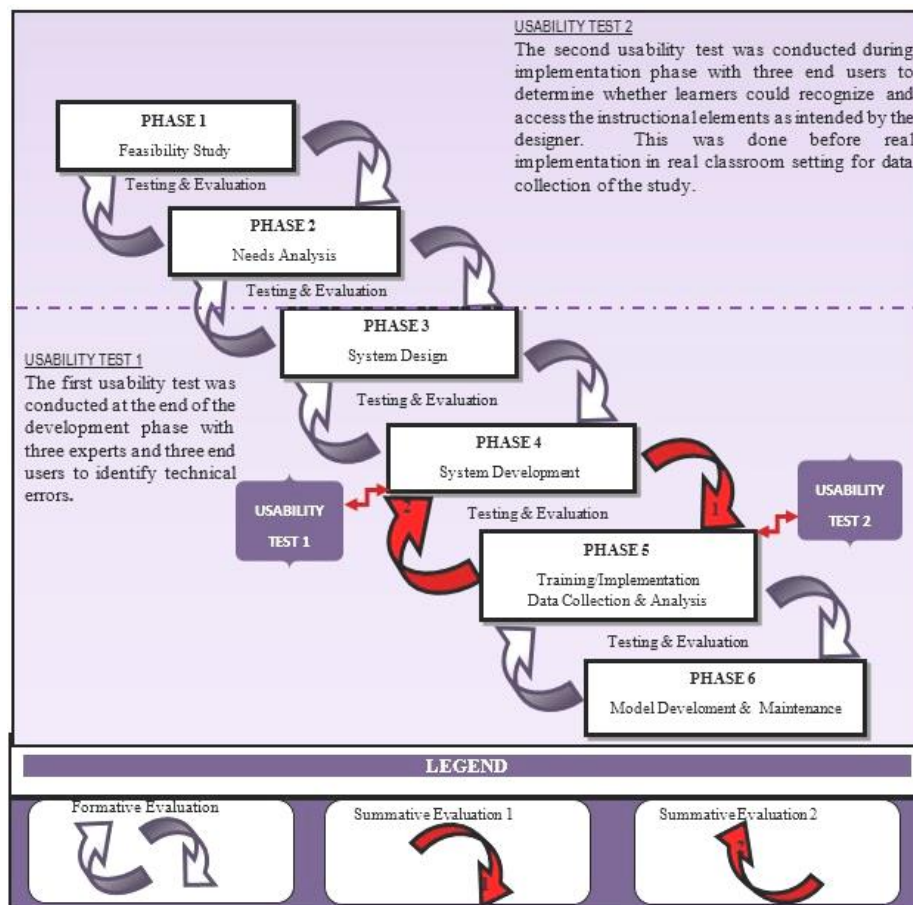 USABILITY TEST 2
The second usability test was conducted during
implementation phase with three end users to
determine whether learners could recognize and
access the instructional elements as intended by the
designer. This was done before real
implementation in real classroom setting for data
collection of the study.
PHASE 1
Feasibility Study
Testing & Evaluation
PHASE 2
Needs Analysis
Testing & Evaluation
PHASE 3
System Design
Testing & Evaluation
USABILITY TEST 1
The first usability test was
conducted at the end of the
development phase with
three experts and three end
users to identify technical
errors.
PHASE 4
System Development
Testing & Evaluation
USABILITY
TEST 1
2
1
USABILITY
TEST 2
PHASE 5
Training/Implementation
Data Collection & Analysis
Testing & Evaluation
PHASE 6
Model Develoment & Maintenance
LEGEND
Formative Evaluation
Summative Evaluation 1
1
Summative Evaluation 2
2